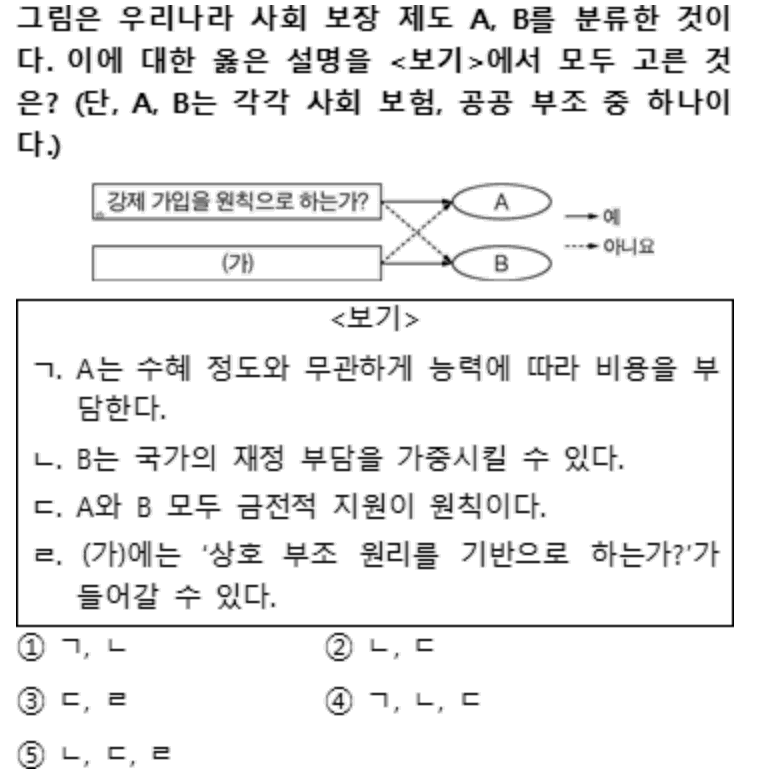 그림은 우리나라 사회 보장 제도 A, B를 분류한 것이
다. 이에 대한 옳은 설명을 <보기>에서 모두 고른 것
은? (단, A, B는 각각 사회 보험, 공공 부조 중 하나이
다.)
강제 가입을 원칙으로 하는가? A
예
아니요
(가) B
<보기>
ㄱ. A는 수혜 정도와 무관하게 능력에 따라 비용을 부
담한다.
ㄴ. B는 국가의 재정 부담을 가중시킬 수 있다.
ㄷ. A와 B 모두 금전적 지원이 원칙이다.
ㄹ. (가)에는 '상호 부조 원리를 기반으로 하는가?'가
들어갈 수 있다.
① ㄱ, ㄴ ② ㄴ, ㄷ
③ ㄷ, ㄹ ④ ㄱ, ㄴ, ㄷ
⑤ ㄴ, ㄷ, ㄹ